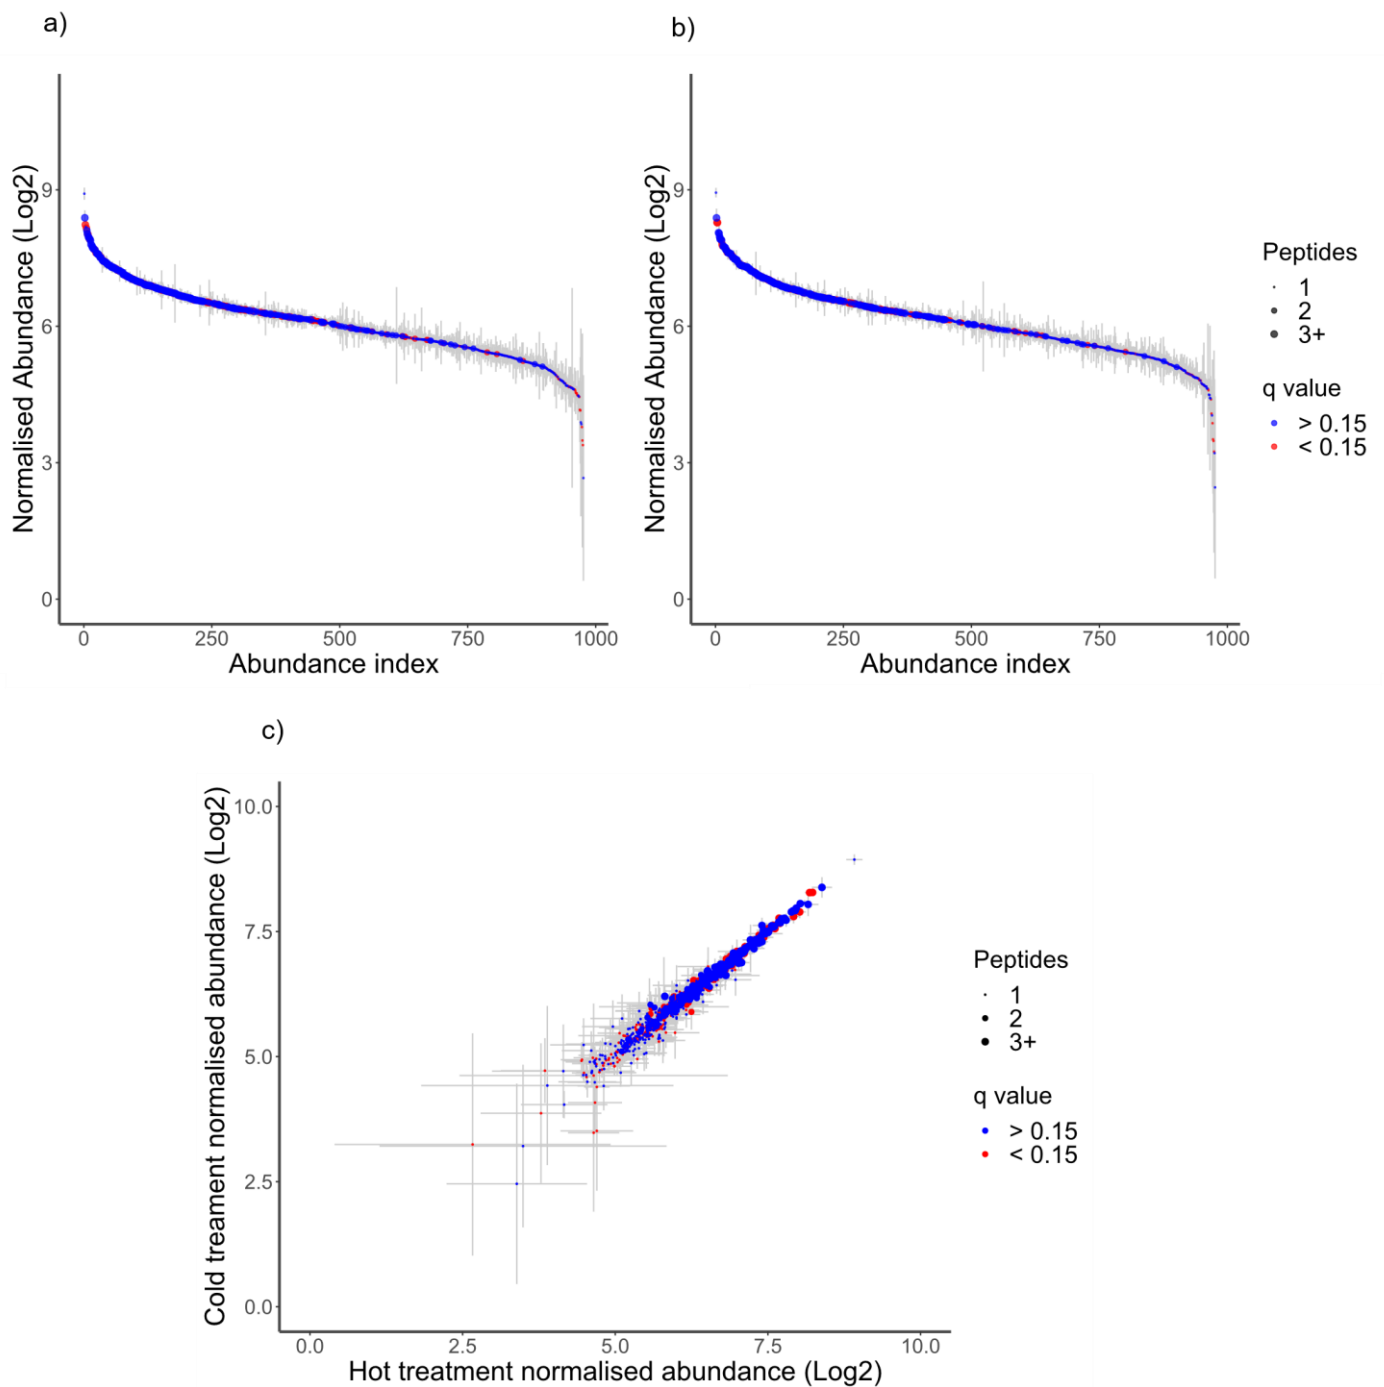 a)
b)
Normalised Abundance (Log2)
9
6
3
0
0
250
500
750
1000
Abundance index
Normalised Abundance (Log2)
9
6
3
0
0
250
500
750
1000
Abundance index
Peptides
1
2
3+
q value
> 0.15
< 0.15
c)
Cold treament normalised abundance (Log2)
10.0
7.5
5.0
2.5
0.0
0.0
2.5
5.0
7.5
10.0
Hot treatment normalised abundance (Log2)
Peptides
1
2
3+
q value
> 0.15
< 0.15